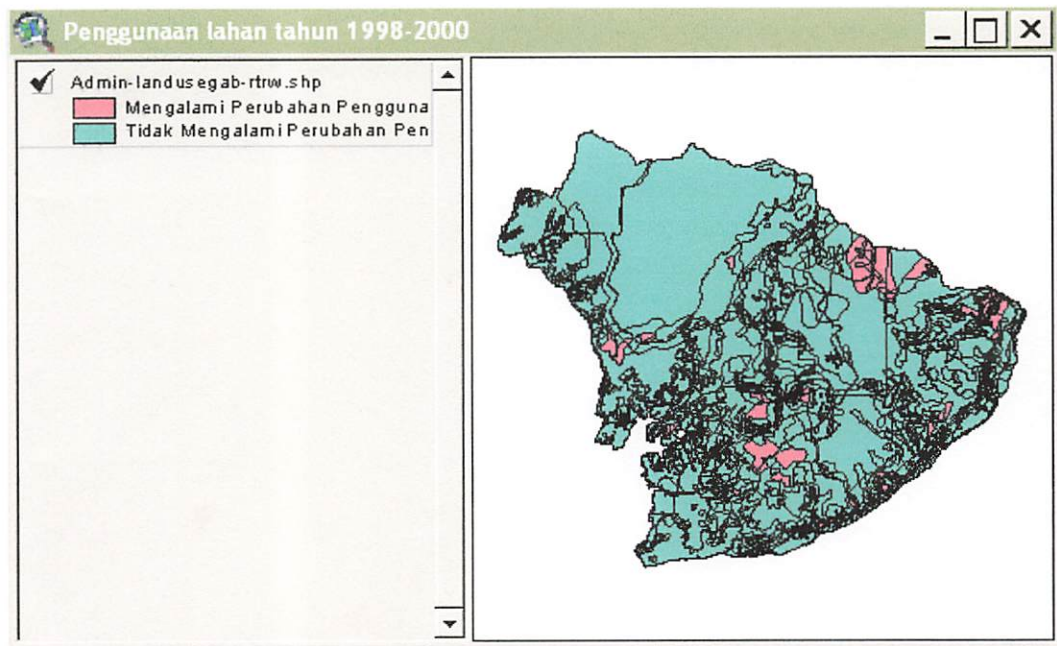 Penggunaan lahan tahun 1998-2000
Admin-landusegab-rtrw.shp
Mengalami Perubahan Pengguna
Tidak Mengalami Perubahan Pen